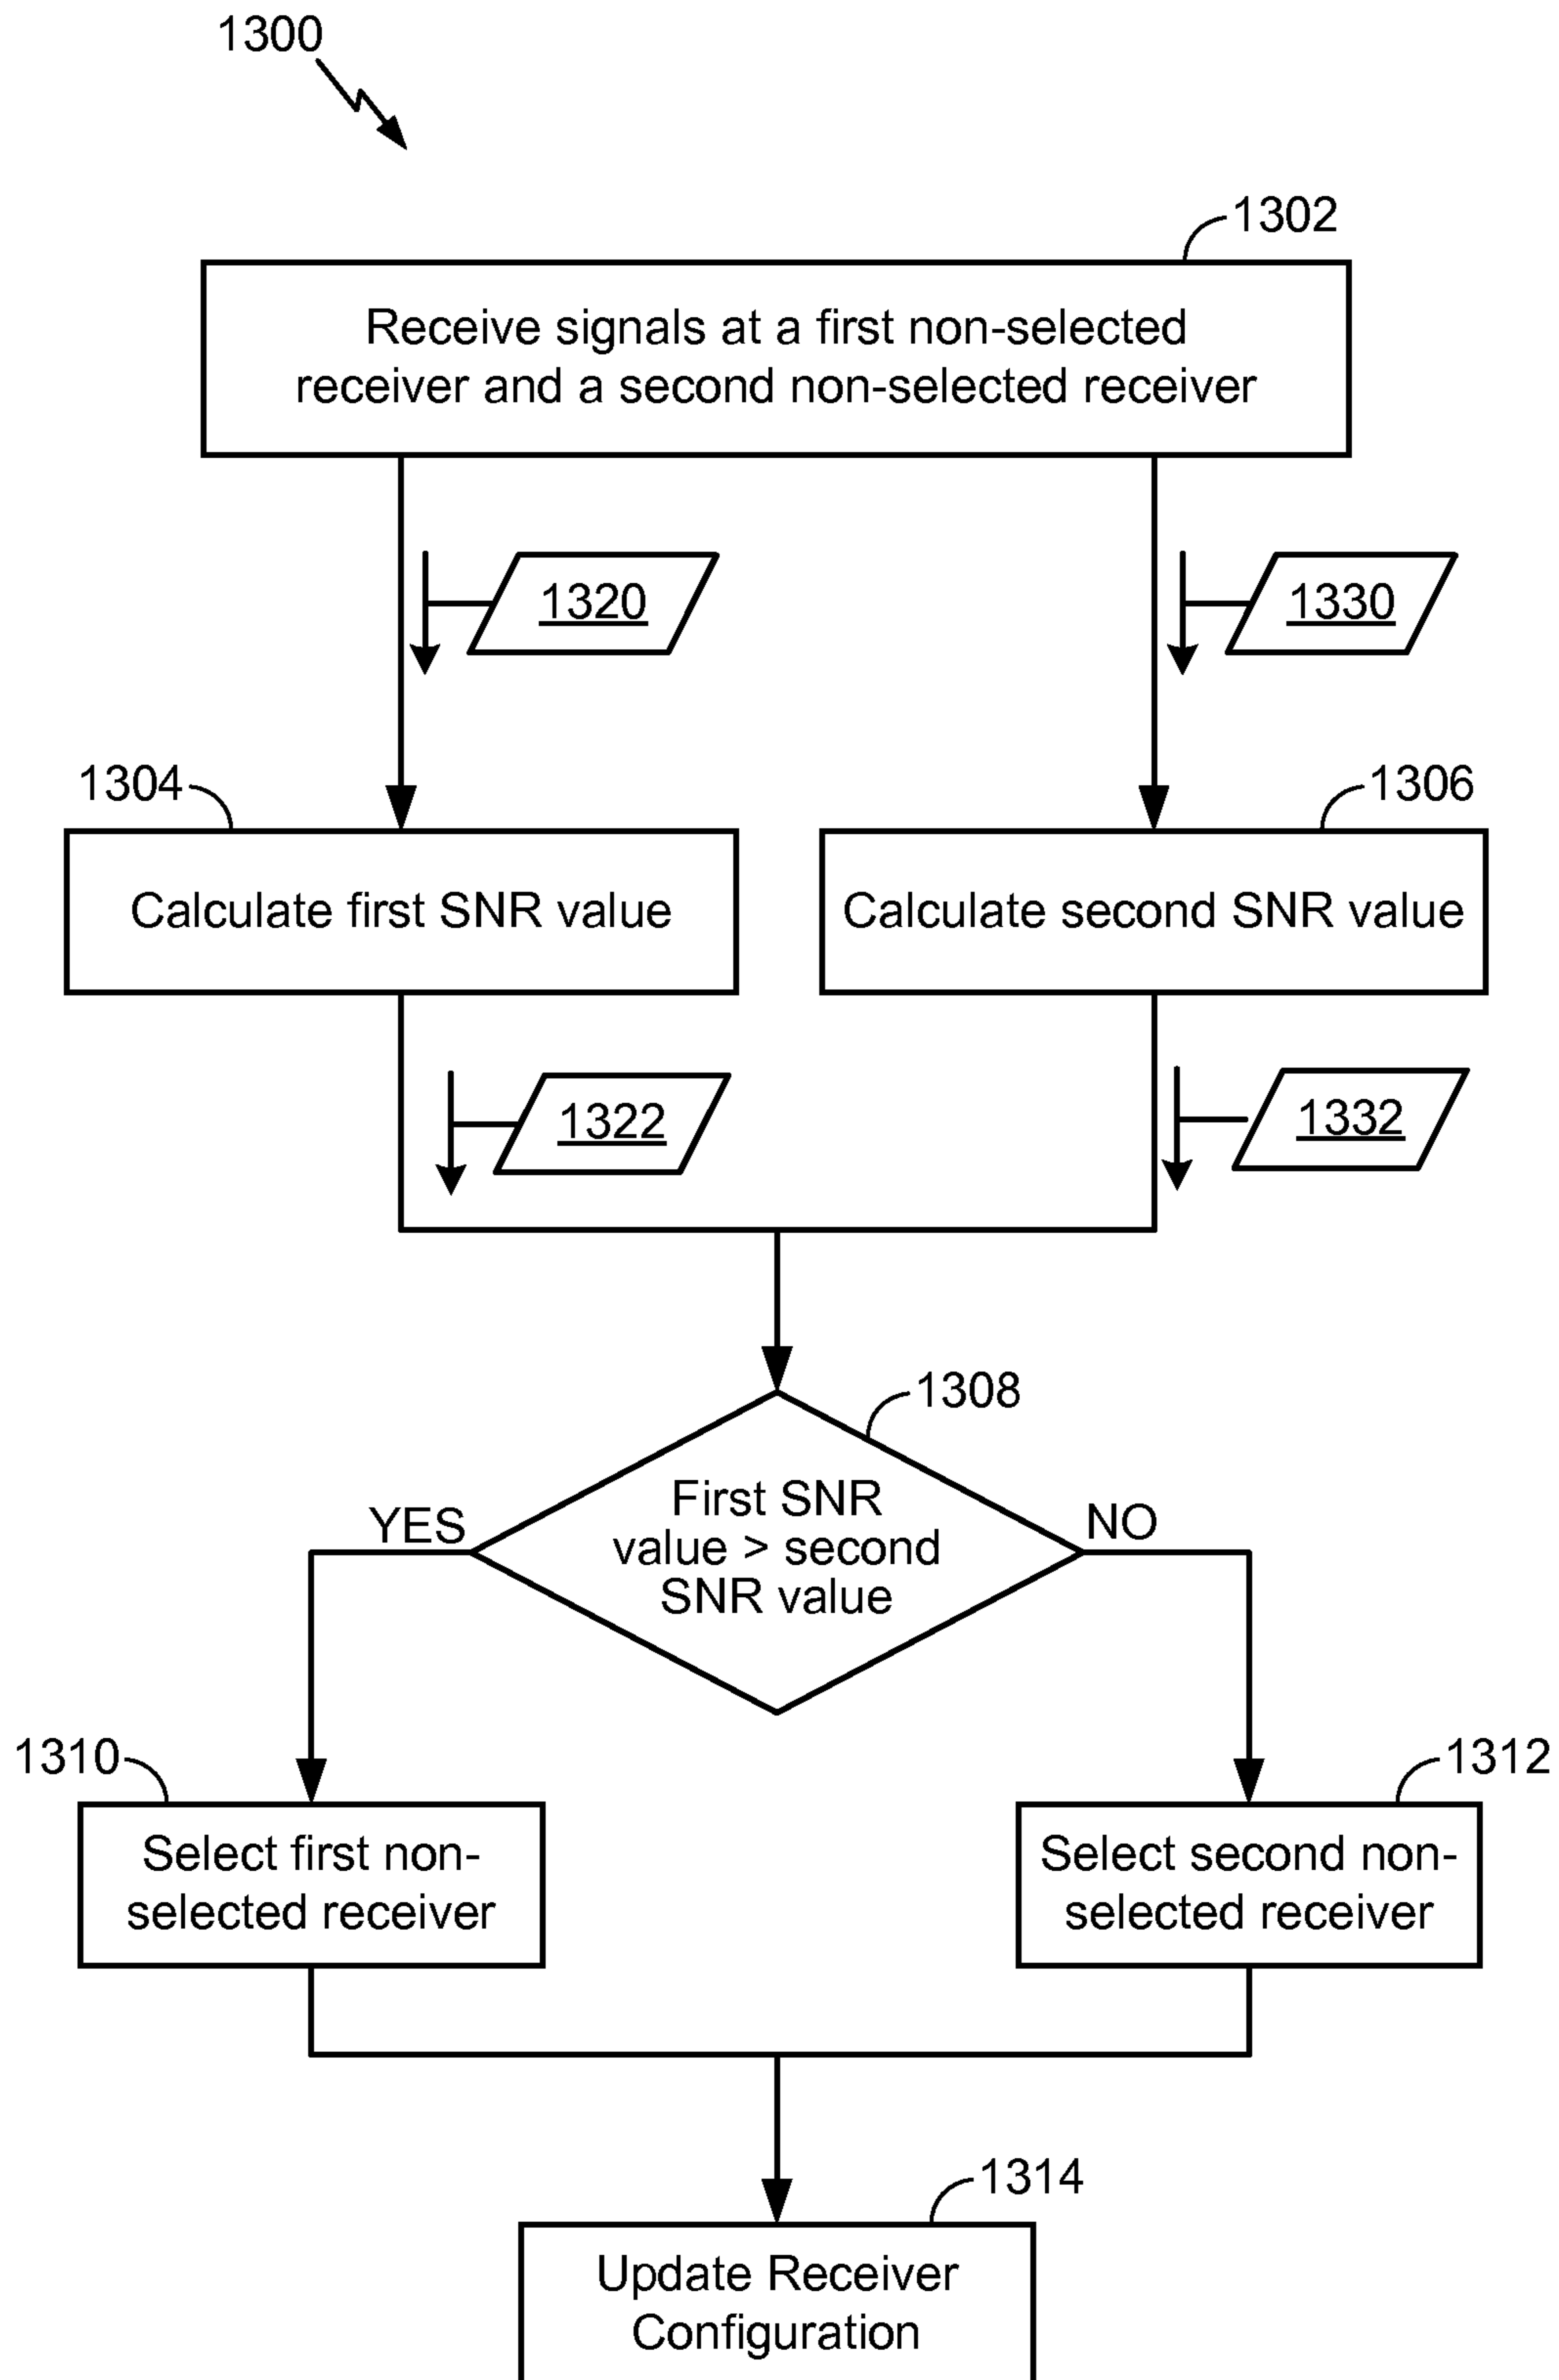 1300
1302
Receive signals at a first non-selected
receiver and a second non-selected receiver
1320
1330
1304
1306
Calculate first SNR value
Calculate second SNR value
1322
1332
1308
First SNR
value > second
SNR value
YES
NO
1310
1312
Select first non-
selected receiver
Select second non-
selected receiver
1314
Update Receiver
Configuration